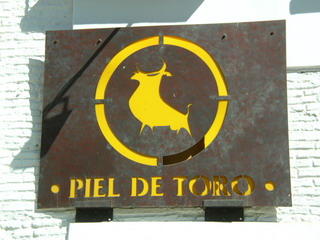 • PIEL DE TORO •